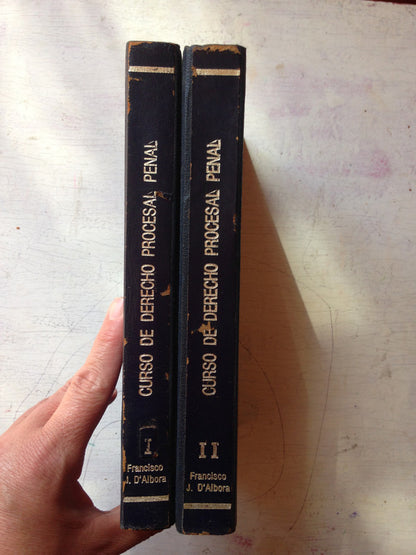 CURSO DE DERECHO PROCESAL PENAL
I
Francisco
J. D'Albora
CURSO DE DERECHO PROCESAL PENAL
II
Francisco
J. D'Albora